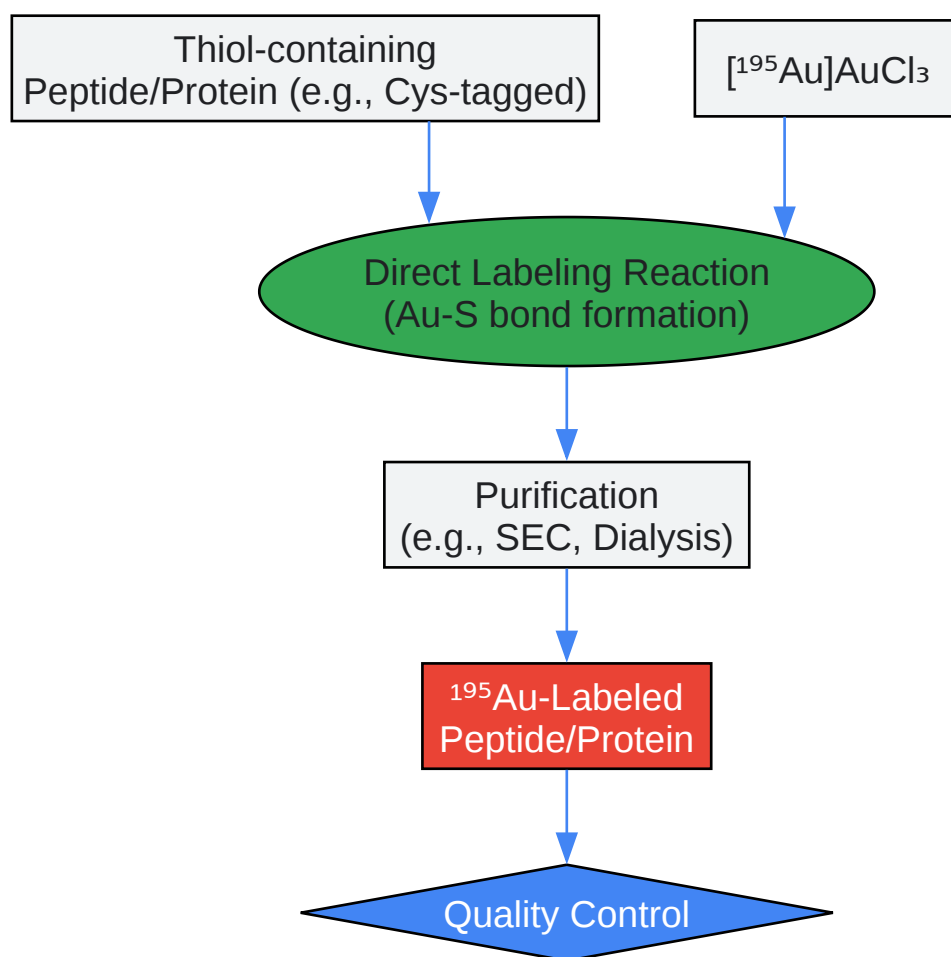 Thiol-containing
Peptide/Protein (e.g., Cys-tagged)
[¹⁹⁵Au]AuCl₃
Direct Labeling Reaction
(Au-S bond formation)
Purification
(e.g., SEC, Dialysis)
¹⁹⁵Au-Labeled
Peptide/Protein
Quality Control